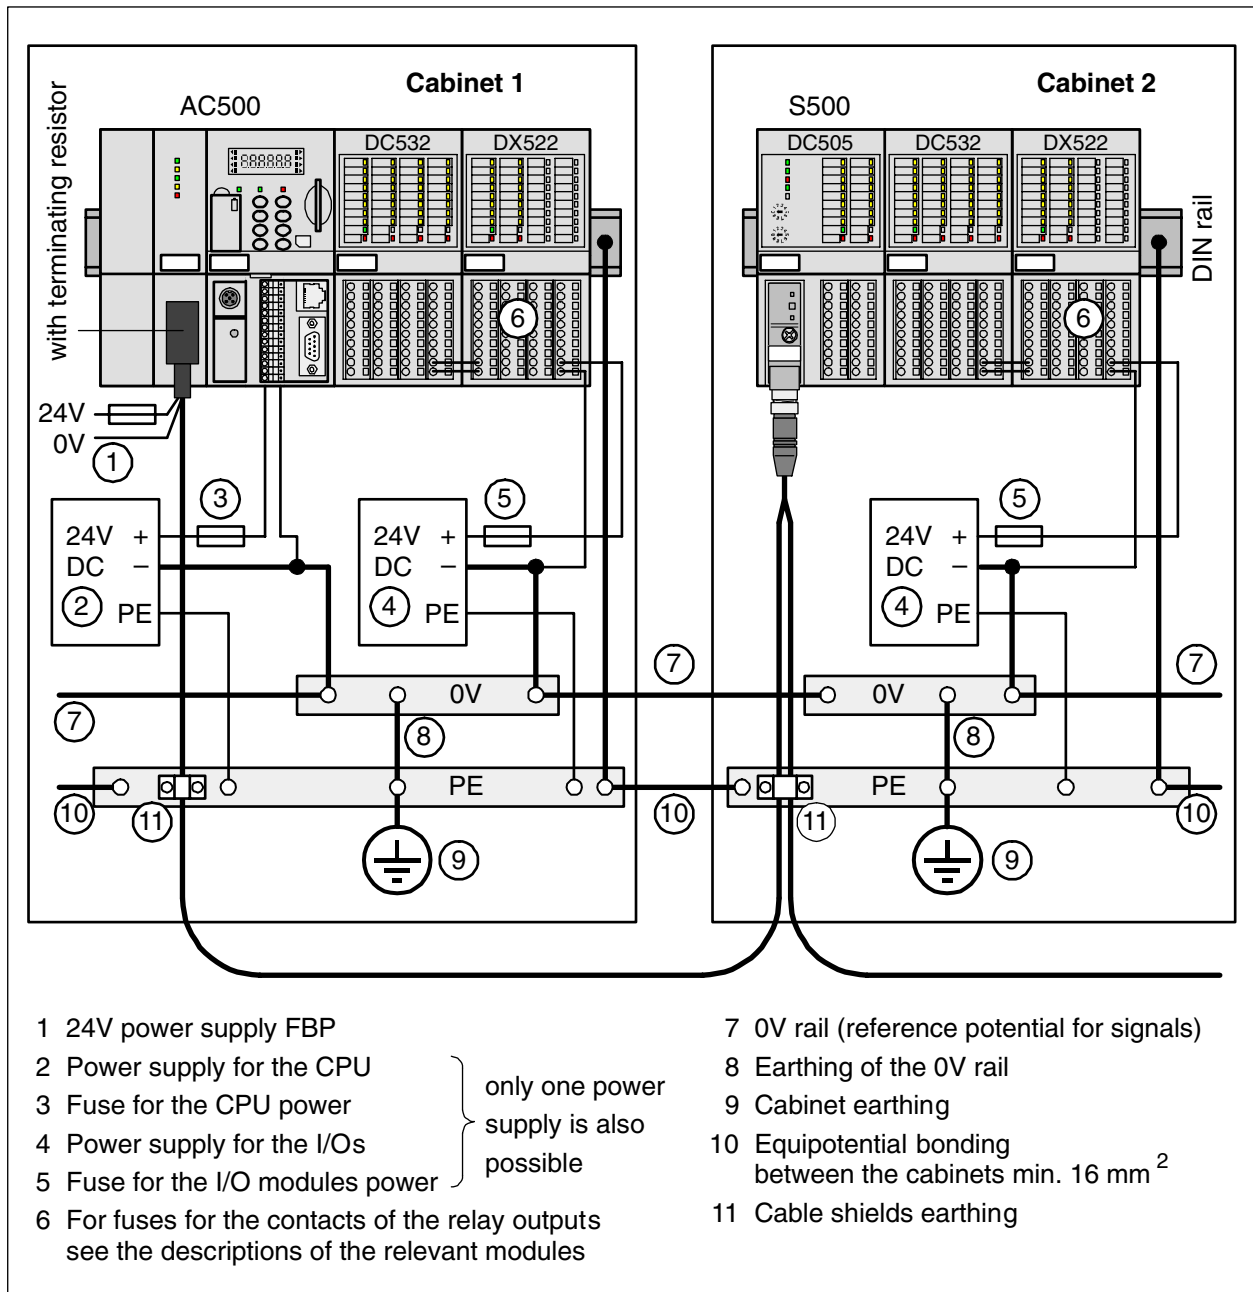 Cabinet 1
AC500
with terminating resistor
DC532
DX522
6
24V
0V
1
3
5
24V +
DC −
2
PE
24V +
DC −
4
PE
7
0V
8
7
10
11
PE
9
10
Cabinet 2
S500
DC505
DC532
DX522
DIN rail
6
5
24V +
DC −
4
PE
7
0V
8
PE
11
10
9
1 24V power supply FBP
2 Power supply for the CPU
3 Fuse for the CPU power
4 Power supply for the I/Os
5 Fuse for the I/O modules power
only one power
supply is also
possible
6 For fuses for the contacts of the relay outputs
see the descriptions of the relevant modules
7 0V rail (reference potential for signals)
8 Earthing of the 0V rail
9 Cabinet earthing
10 Equipotential bonding
between the cabinets min. 16 mm²
11 Cable shields earthing